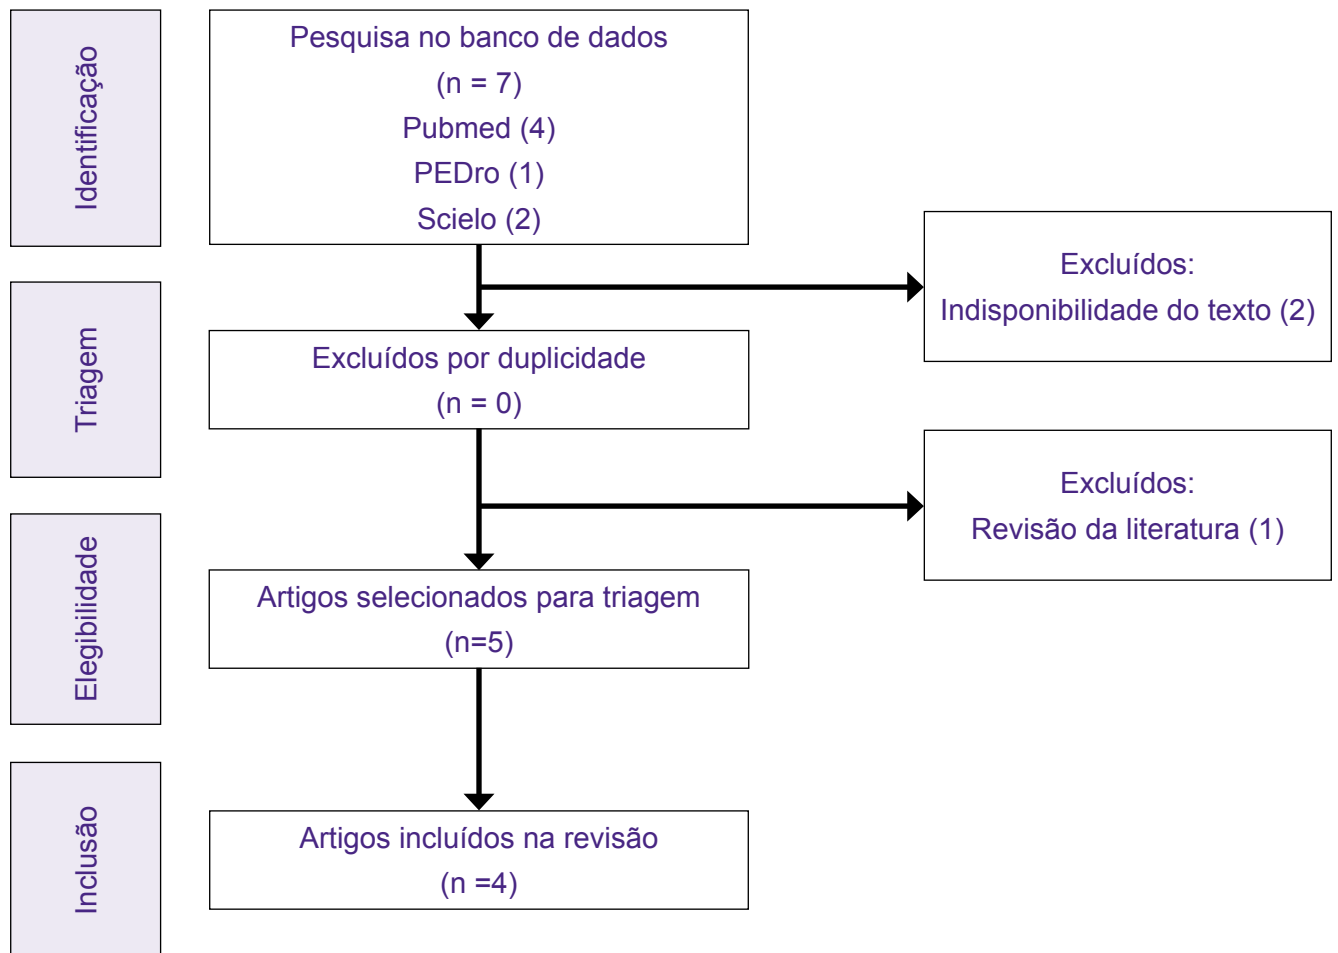 Identificação
Pesquisa no banco de dados
(n = 7)
Pubmed (4)
PEDro (1)
Scielo (2)
Excluídos:
Indisponibilidade do texto (2)
Triagem
Excluídos por duplicidade
(n = 0)
Excluídos:
Revisão da literatura (1)
Elegibilidade
Artigos selecionados para triagem
(n=5)
Inclusão
Artigos incluídos na revisão
(n =4)